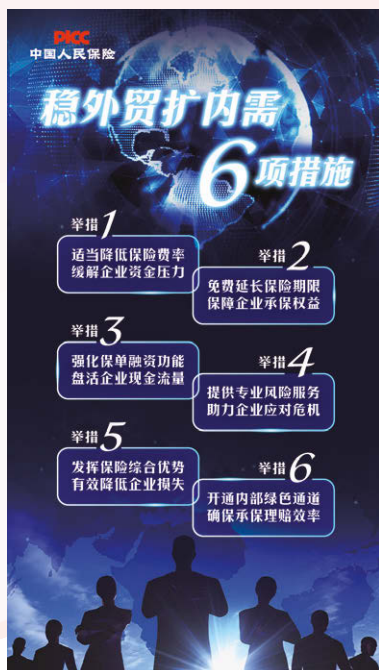 PICC
中国人民保险
稳外贸扩内需
6项措施
举措1
适当降低保险费率
缓解企业资金压力
举措2
免费延长保险期限
保障企业承保权益
举措3
强化保单融资功能
盘活企业现金流量
举措4
提供专业风险服务
助力企业应对危机
举措5
发挥保险综合优势
有效降低企业损失
举措6
开通内部绿色通道
确保承保理赔效率